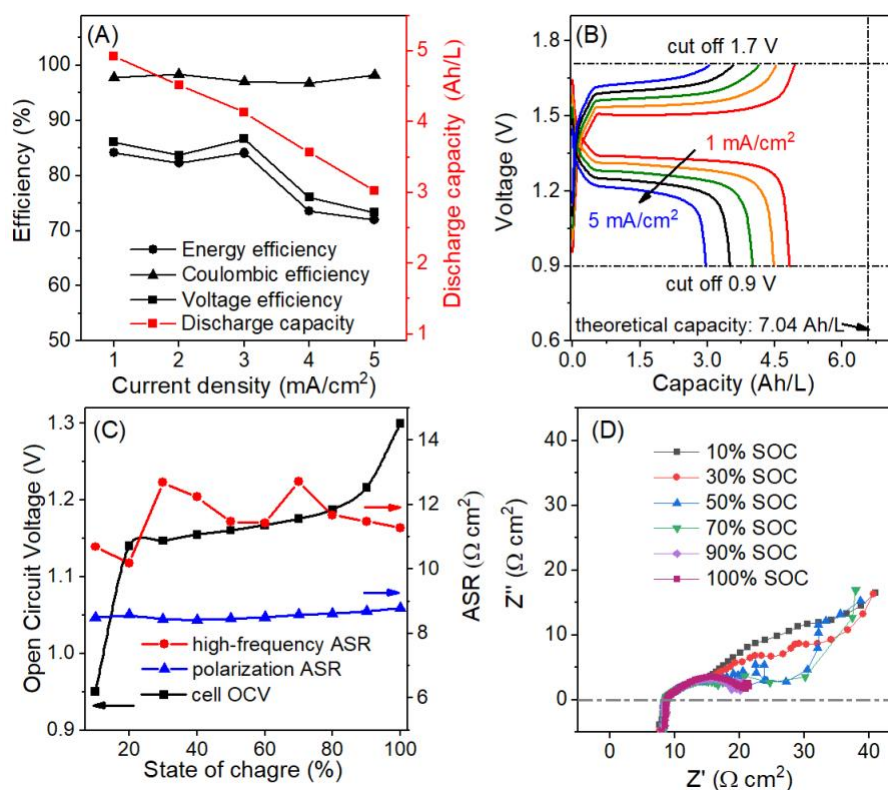 (A)
Efficiency (%)
100
90
80
70
60
50
Energy efficiency
Coulombic efficiency
Voltage efficiency
Discharge capacity
1 2 3 4 5
Current density (mA/cm²)
5
4
3
2
1
Discharge capacity (Ah/L)
(B)
Voltage (V)
1.8
1.5
1.2
0.9
0.6
cut off 1.7 V
1 mA/cm²
5 mA/cm²
cut off 0.9 V
theoretical capacity: 7.04 Ah/L
0.0 1.5 3.0 4.5 6.0
Capacity (Ah/L)
(C)
Open Circuit Voltage (V)
1.3
1.2
1.1
1.0
0.9
high-frequency ASR
polarization ASR
cell OCV
20 40 60 80 100
State of chagre (%)
14
12
10
8
6
ASR (Ω cm²)
(D)
Z'' (Ω cm²)
40
30
20
10
0
10% SOC
30% SOC
50% SOC
70% SOC
90% SOC
100% SOC
0 10 20 30 40
Z' (Ω cm²)